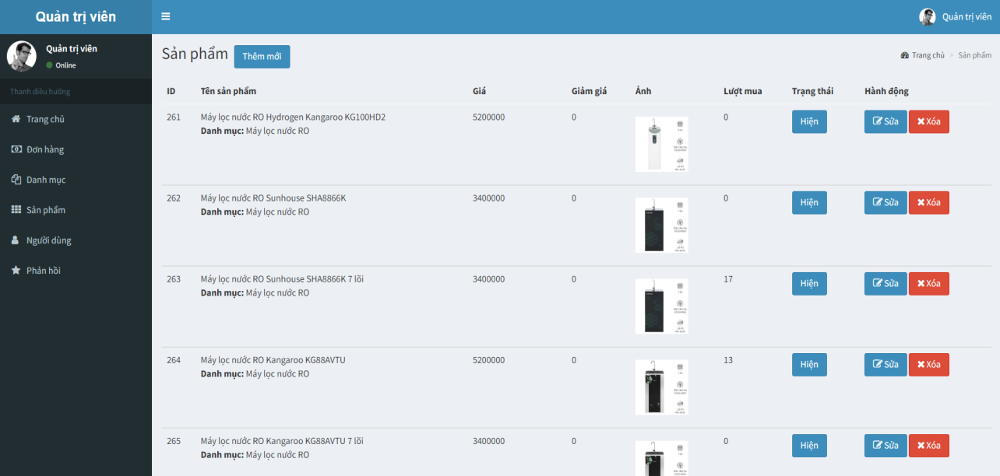 Quản trị viên
Quản trị viên
Quản trị viên
Online
Thanh điều hướng
Trang chủ
Đơn hàng
Danh mục
Sản phẩm
Người dùng
Phản hồi
Sản phẩm Thêm mới
Trang chủ > Sản phẩm
ID Tên sản phẩm Giá Giảm giá Ảnh Lượt mua Trạng thái Hành động
261 Máy lọc nước RO Hydrogen Kangaroo KG100HD2 5200000 0 0 Hiện Sửa Xóa
Danh mục: Máy lọc nước RO
262 Máy lọc nước RO Sunhouse SHA8866K 3400000 0 0 Hiện Sửa Xóa
Danh mục: Máy lọc nước RO
263 Máy lọc nước RO Sunhouse SHA8866K 7 lõi 3400000 0 17 Hiện Sửa Xóa
Danh mục: Máy lọc nước RO
264 Máy lọc nước RO Kangaroo KG88AVTU 5200000 0 13 Hiện Sửa Xóa
Danh mục: Máy lọc nước RO
265 Máy lọc nước RO Kangaroo KG88AVTU 7 lõi 3400000 0 0 Hiện Sửa Xóa
Danh mục: Máy lọc nước RO